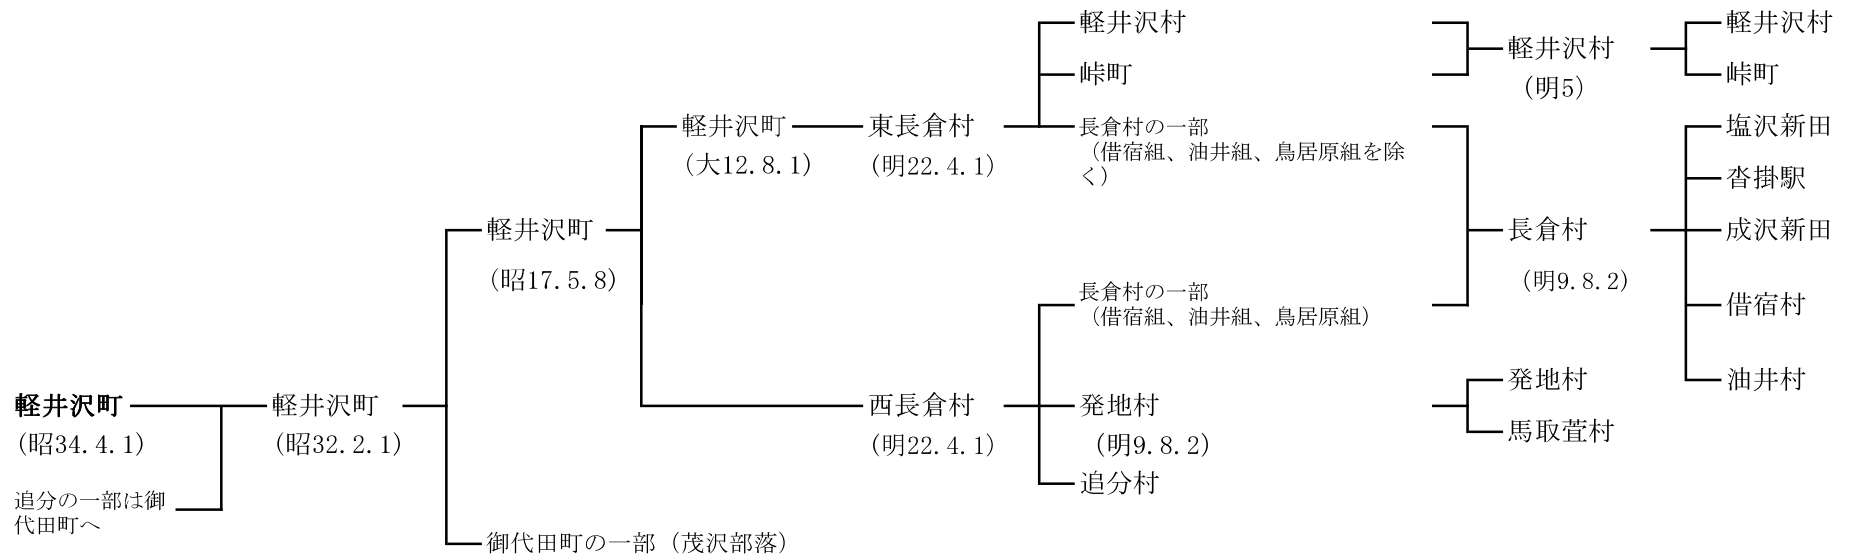 軽井沢村
軽井沢村
軽井沢村
(明5)
峠町
峠町
軽井沢町
(大12.8.1)
東長倉村
(明22.4.1)
長倉村の一部
（借宿組、油井組、鳥居原組を除
く）
塩沢新田
沓掛駅
軽井沢町
(昭17.5.8)
長倉村
(明9.8.2)
成沢新田
長倉村の一部
（借宿組、油井組、鳥居原組）
借宿村
発地村
油井村
軽井沢町
(昭34.4.1)
軽井沢町
(昭32.2.1)
西長倉村
(明22.4.1)
発地村
(明9.8.2)
馬取萱村
追分村
追分の一部は御
代田町へ
御代田町の一部（茂沢部落）